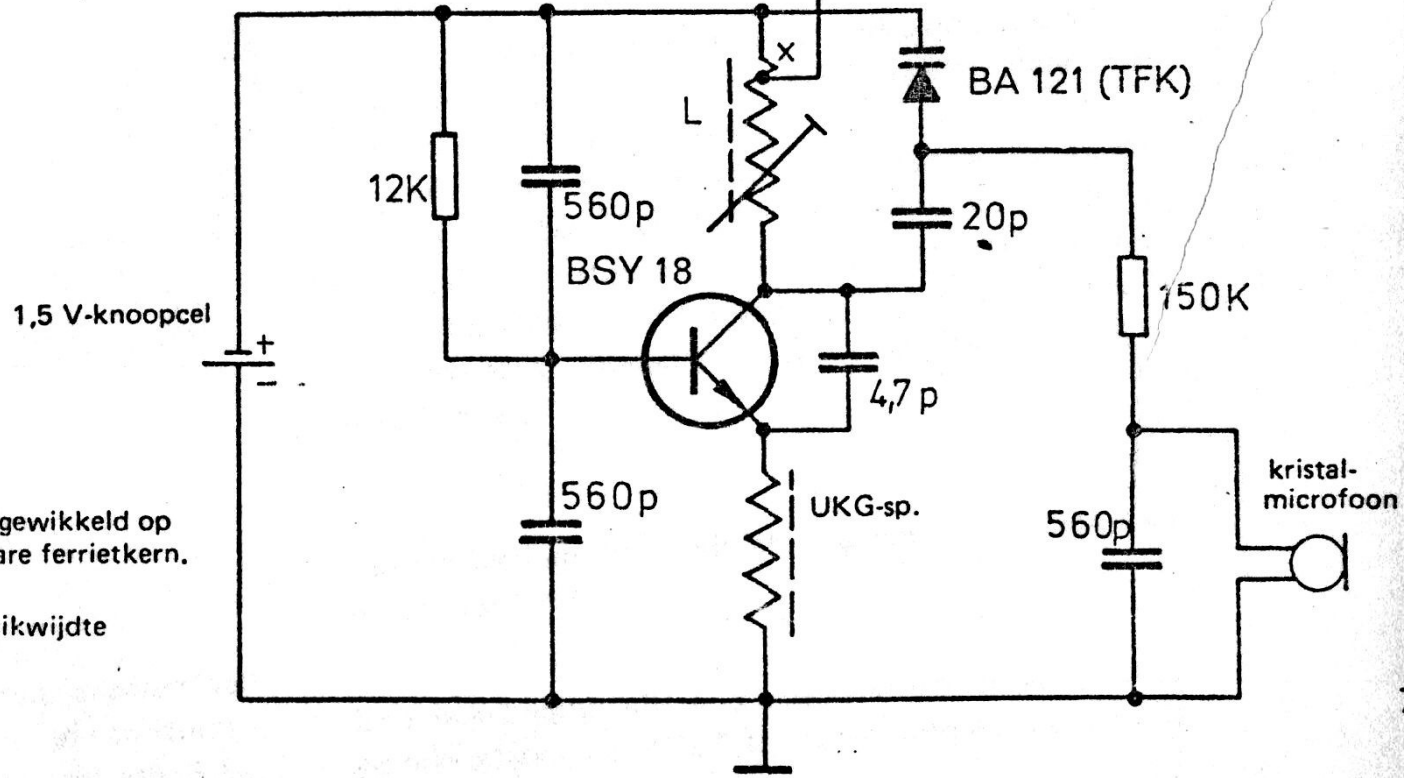 x
BA 121 (TFK)
L
12K
560p
20p
BSY 18
150K
1,5 V-knoopcel
+
-
4,7 p
560p
UKG-sp.
kristal-
microfoon
560p
gewikkeld op
are ferrietkern.
ikwijdte